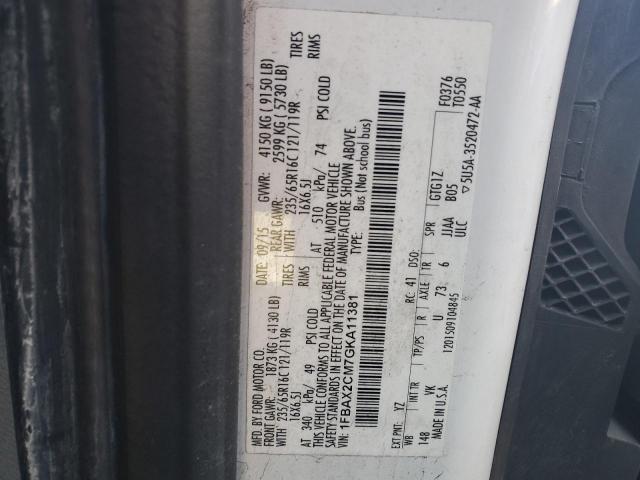 MFD. BY FORD MOTOR CO.
DATE: 09/15 GVWR: 4150 KG ( 9150 LB)
FRONT GAWR: 1873 KG ( 4130 LB) REAR GAWR: 2599 KG ( 5730 LB)
WITH 235/65R16C121/119R TIRES WITH 235/65R16C121/119R TIRES
16X6.5J RIMS 16X6.5J RIMS
AT 340 kPa/ 49 PSI COLD AT 510 kPa/ 74 PSI COLD
THIS VEHICLE CONFORMS TO ALL APPLICABLE FEDERAL MOTOR VEHICLE
SAFETY STANDARDS IN EFFECT ON THE DATE OF MANUFACTURE SHOWN ABOVE.
VIN: 1FBAX2CM7GKA11381 TYPE: Bus (Not school bus)
F0376
T0550
EXT PNT: YZ RC: 41 DSO:
WB INT TR TP/PS R AXLE TR SPR GTG1Z
148 VK U 73 6 JJAA B05
MADE IN U.S.A. ULC
1201509104845 ▽5U5A-3520472-AA